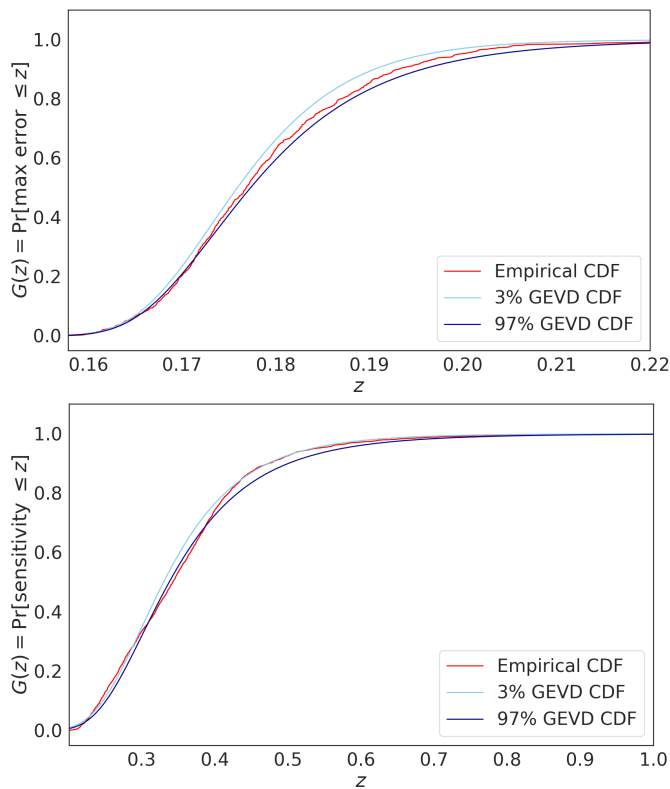 1.0
0.8
0.6
0.4
0.2
0.0
G(z) = Pr[max error ≤ z]
Empirical CDF
3% GEVD CDF
97% GEVD CDF
0.16 0.17 0.18 0.19 0.20 0.21 0.22
z
1.0
0.8
0.6
0.4
0.2
0.0
G(z) = Pr[sensitivity ≤ z]
Empirical CDF
3% GEVD CDF
97% GEVD CDF
0.3 0.4 0.5 0.6 0.7 0.8 0.9 1.0
z